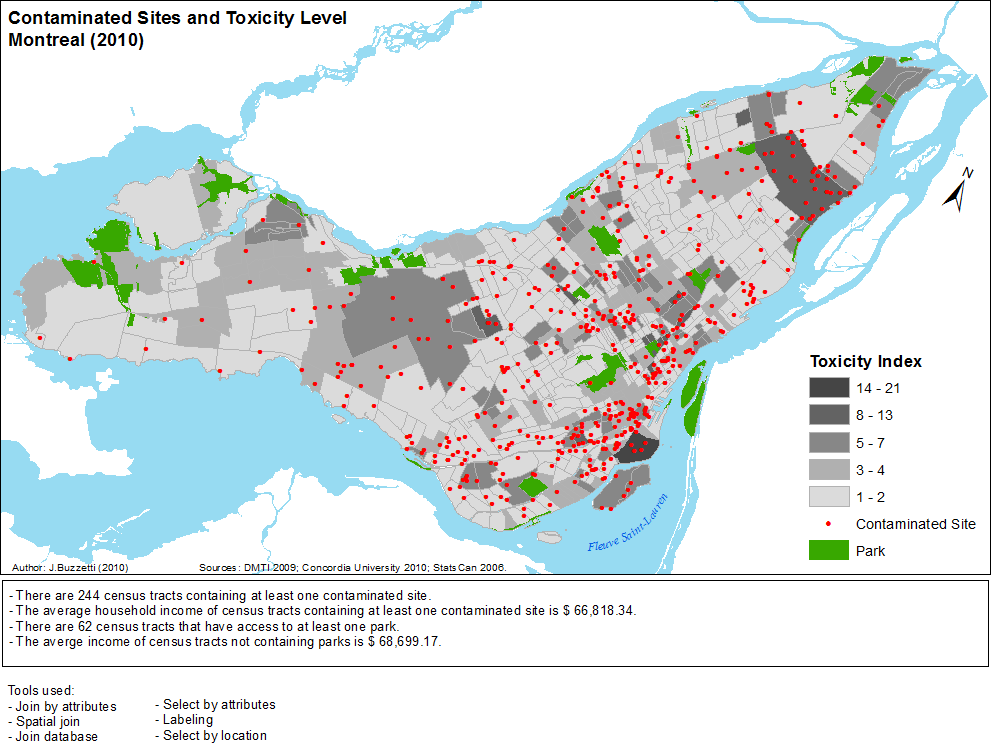 Contaminated Sites and Toxicity Level
Montreal (2010)
N
Toxicity Index
14 - 21
8 - 13
5 - 7
3 - 4
1 - 2
Contaminated Site
Park
Fleuve Saint-Lauren
Author: J.Buzzetti (2010)
Sources: DMTI 2009; Concordia University 2010; StatsCan 2006.
- There are 244 census tracts containing at least one contaminated site.
- The average household income of census tracts containing at least one contaminated site is $ 66,818.34.
- There are 62 census tracts that have access to at least one park.
- The averge income of census tracts not containing parks is $ 68,699.17.
Tools used:
- Join by attributes
- Spatial join
- Join database
- Select by attributes
- Labeling
- Select by location